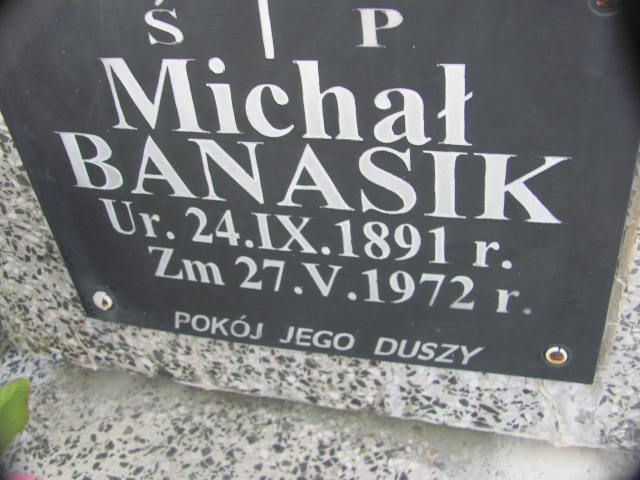 Ś P
Michał
BANASIK
Ur. 24.IX.1891 r.
Zm 27.V.1972 r.
POKÓJ JEGO DUSZY